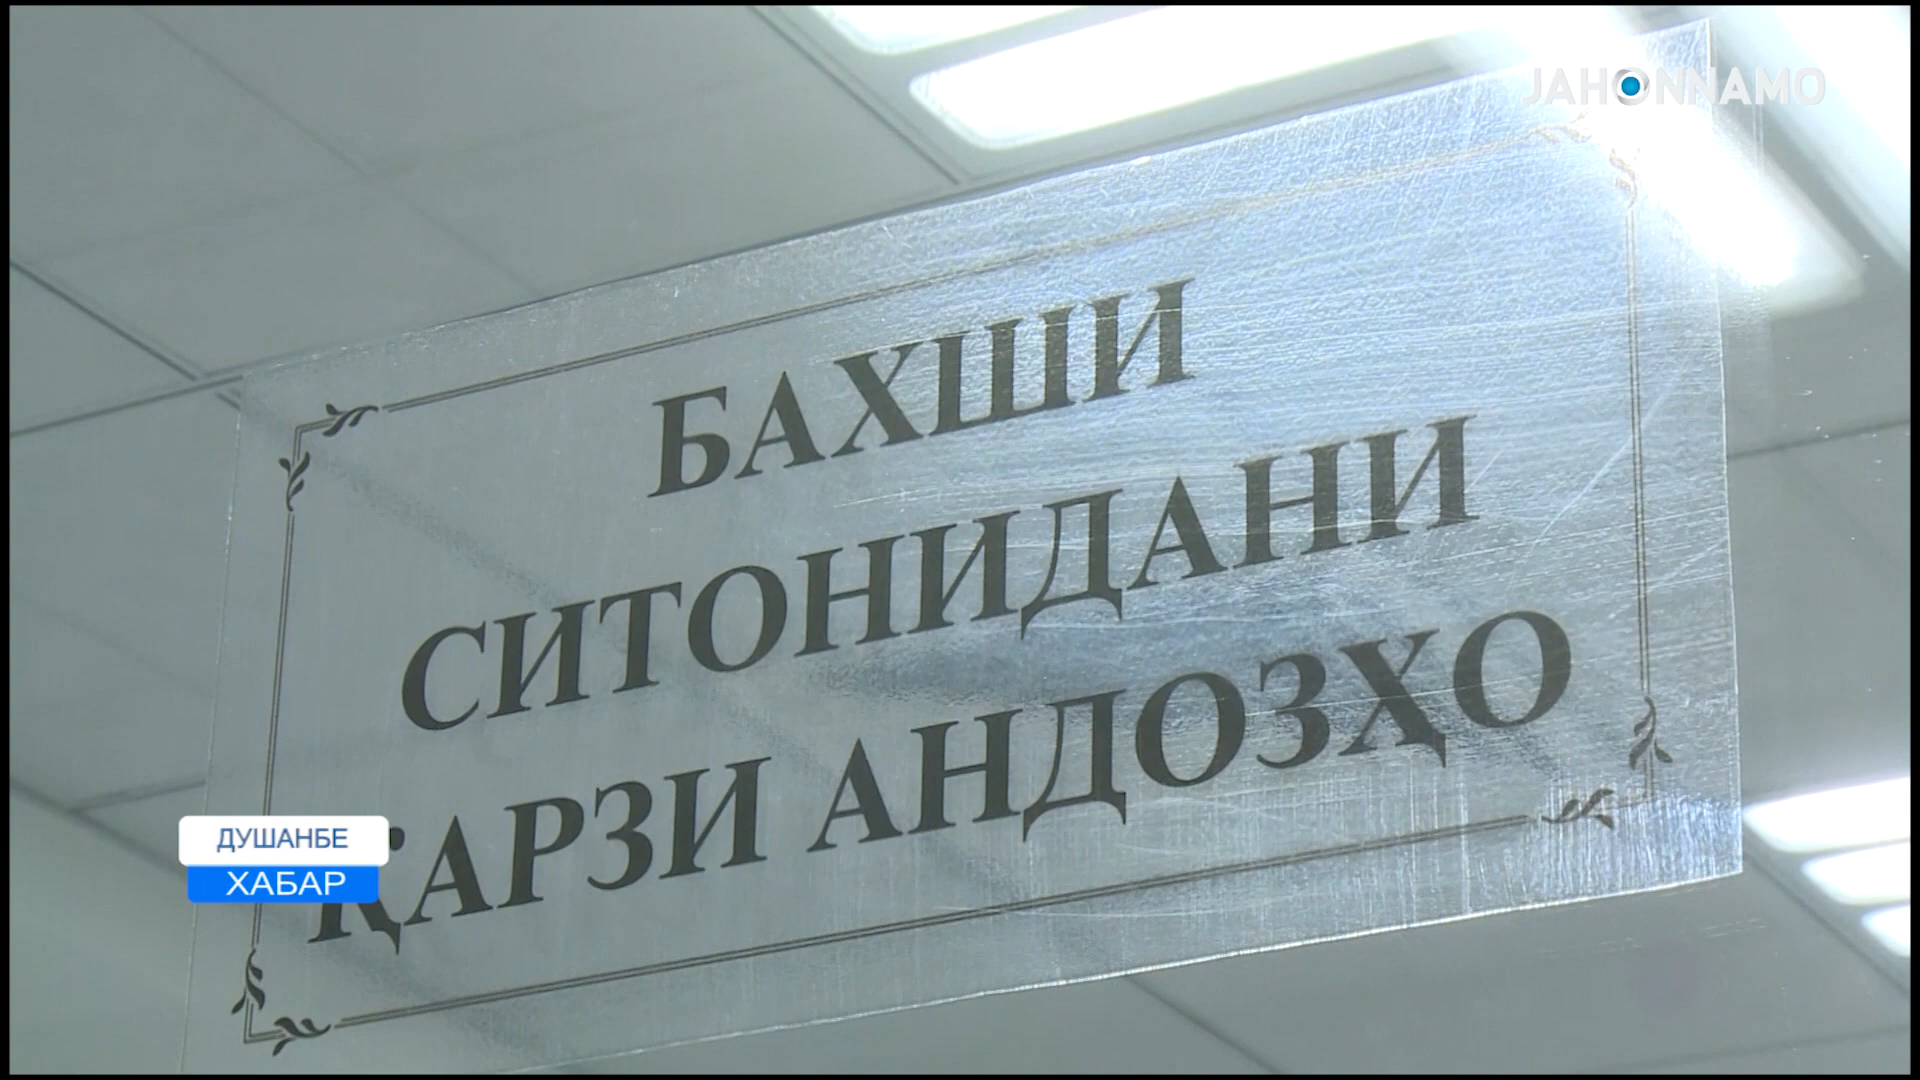 JAHONNAMO
БАХШИ
СИТОНИДАНИ
ҚАРЗИ АНДОЗҲО
ДУШАНБЕ
ХАБАР